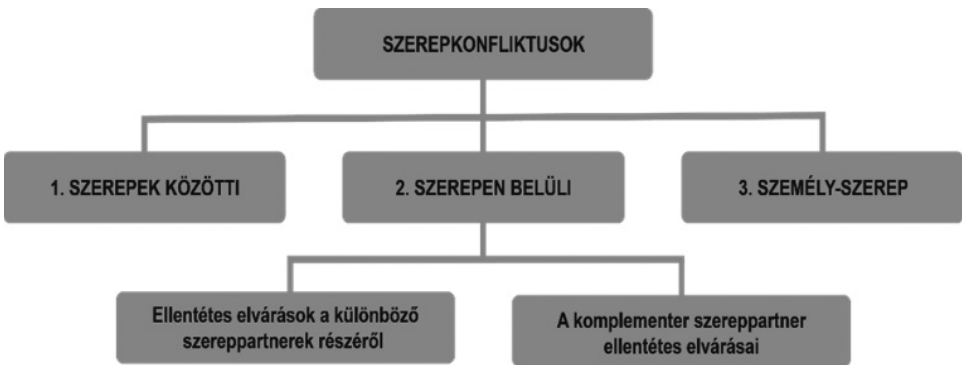 SZEREPKONFLIKTUSOK
1. SZEREPEK KÖZÖTTI
2. SZEREPEN BELÜLI
3. SZEMÉLY-SZEREP
Ellentétes elvárások a különböző
szereppartnerek részéről
A komplementer szereppartner
ellentétes elvárásai